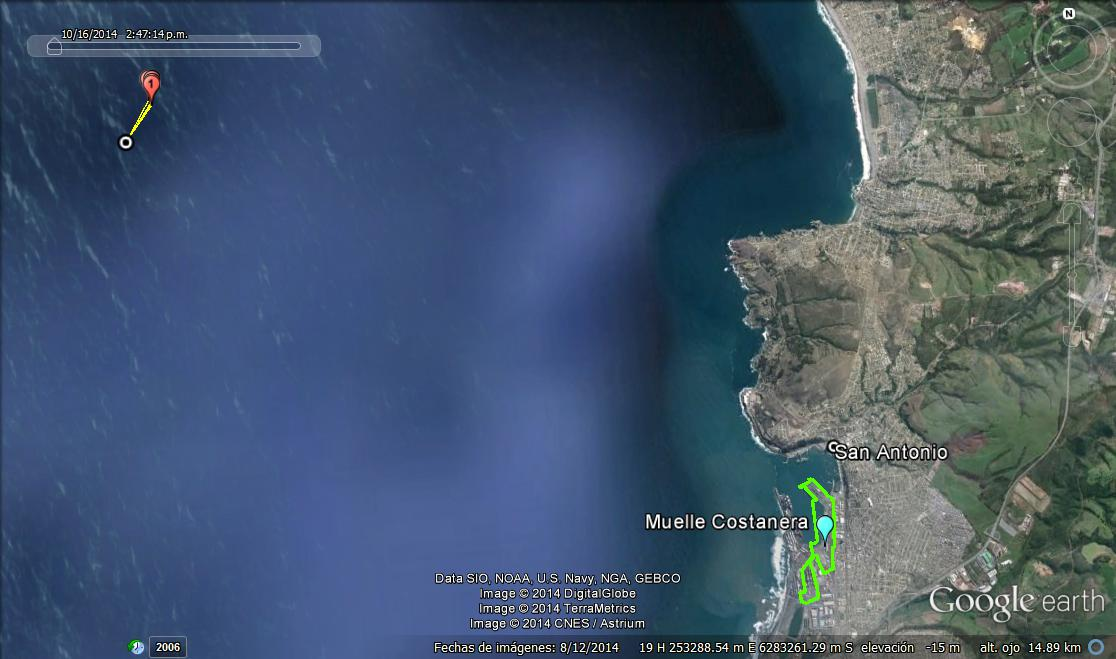 10/16/2014 2:47:14 p.m.
N
1
San Antonio
Muelle Costanera
Data SIO, NOAA, U.S. Navy, NGA, GEBCO
Image © 2014 DigitalGlobe
Image © 2014 TerraMetrics
Image © 2014 CNES / Astrium
Google earth
2006
Fechas de imágenes: 8/12/2014 19 H 253288.54 m E 6283261.29 m S elevación -15 m alt. ojo 14.89 km